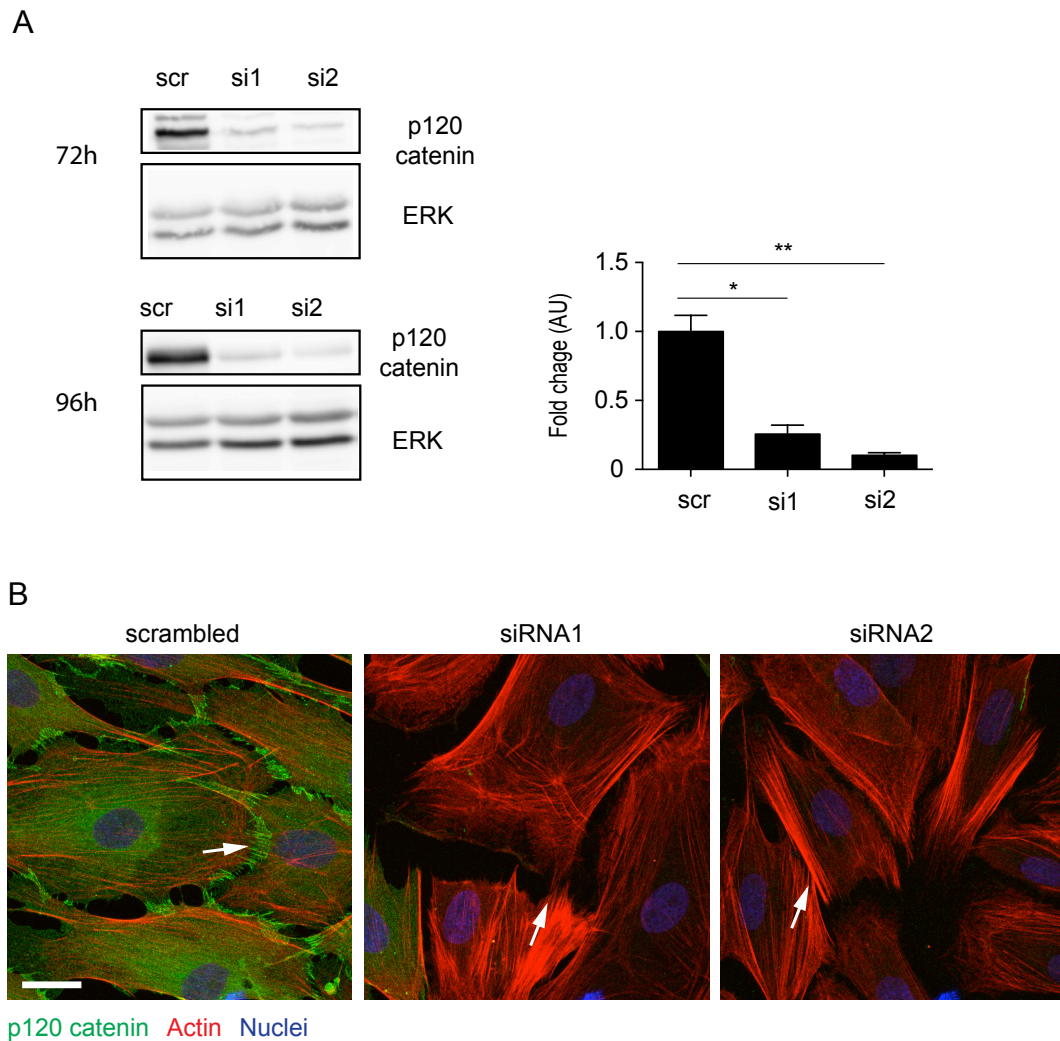 A
scr si1 si2
72h
p120
catenin
ERK
scr si1 si2
96h
p120
catenin
ERK
Fold chage (AU)
1.5
1.0
0.5
0
**
*
scr si1 si2
B
scrambled siRNA1 siRNA2
p120 catenin Actin Nuclei